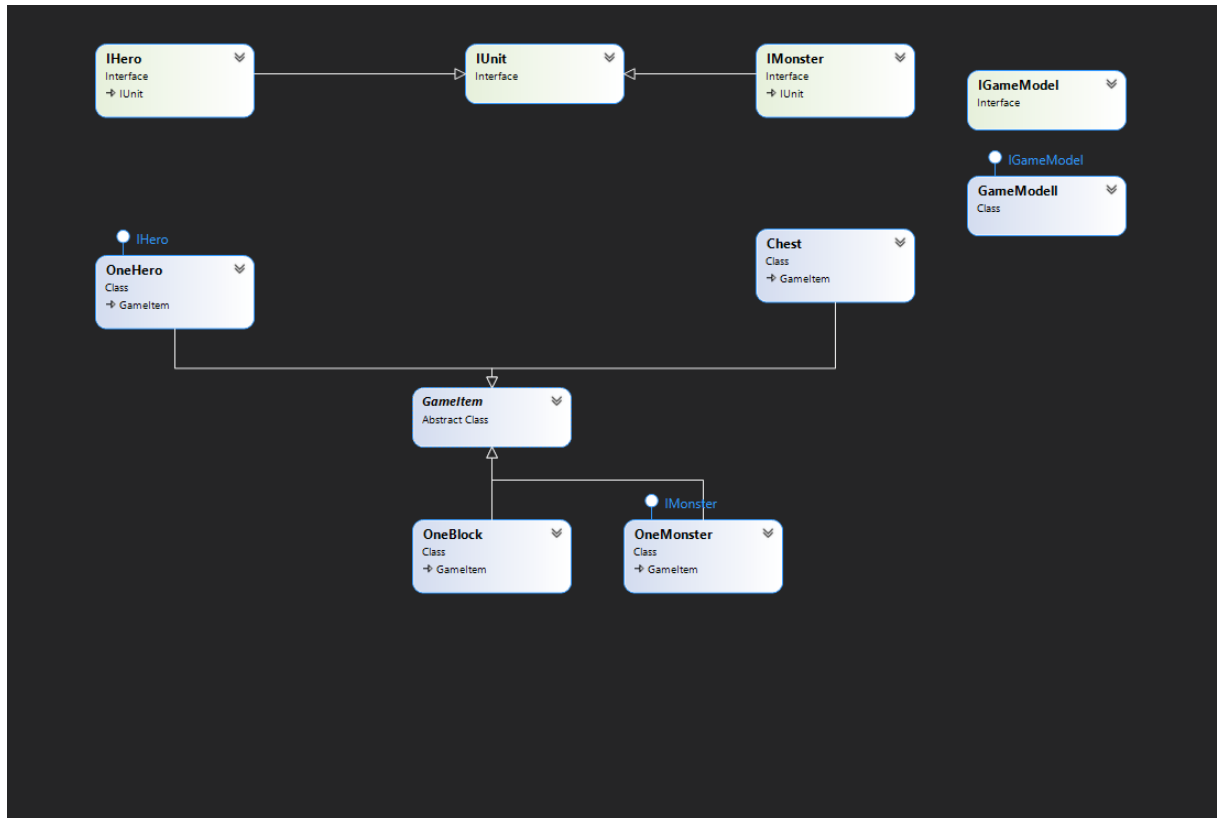 IHero
Interface
IUnit
IUnit
Interface
IMonster
Interface
IUnit
IGameModel
Interface
IGameModel
GameModell
Class
IHero
OneHero
Class
GameItem
Chest
Class
GameItem
GameItem
Abstract Class
OneBlock
Class
GameItem
IMonster
OneMonster
Class
GameItem